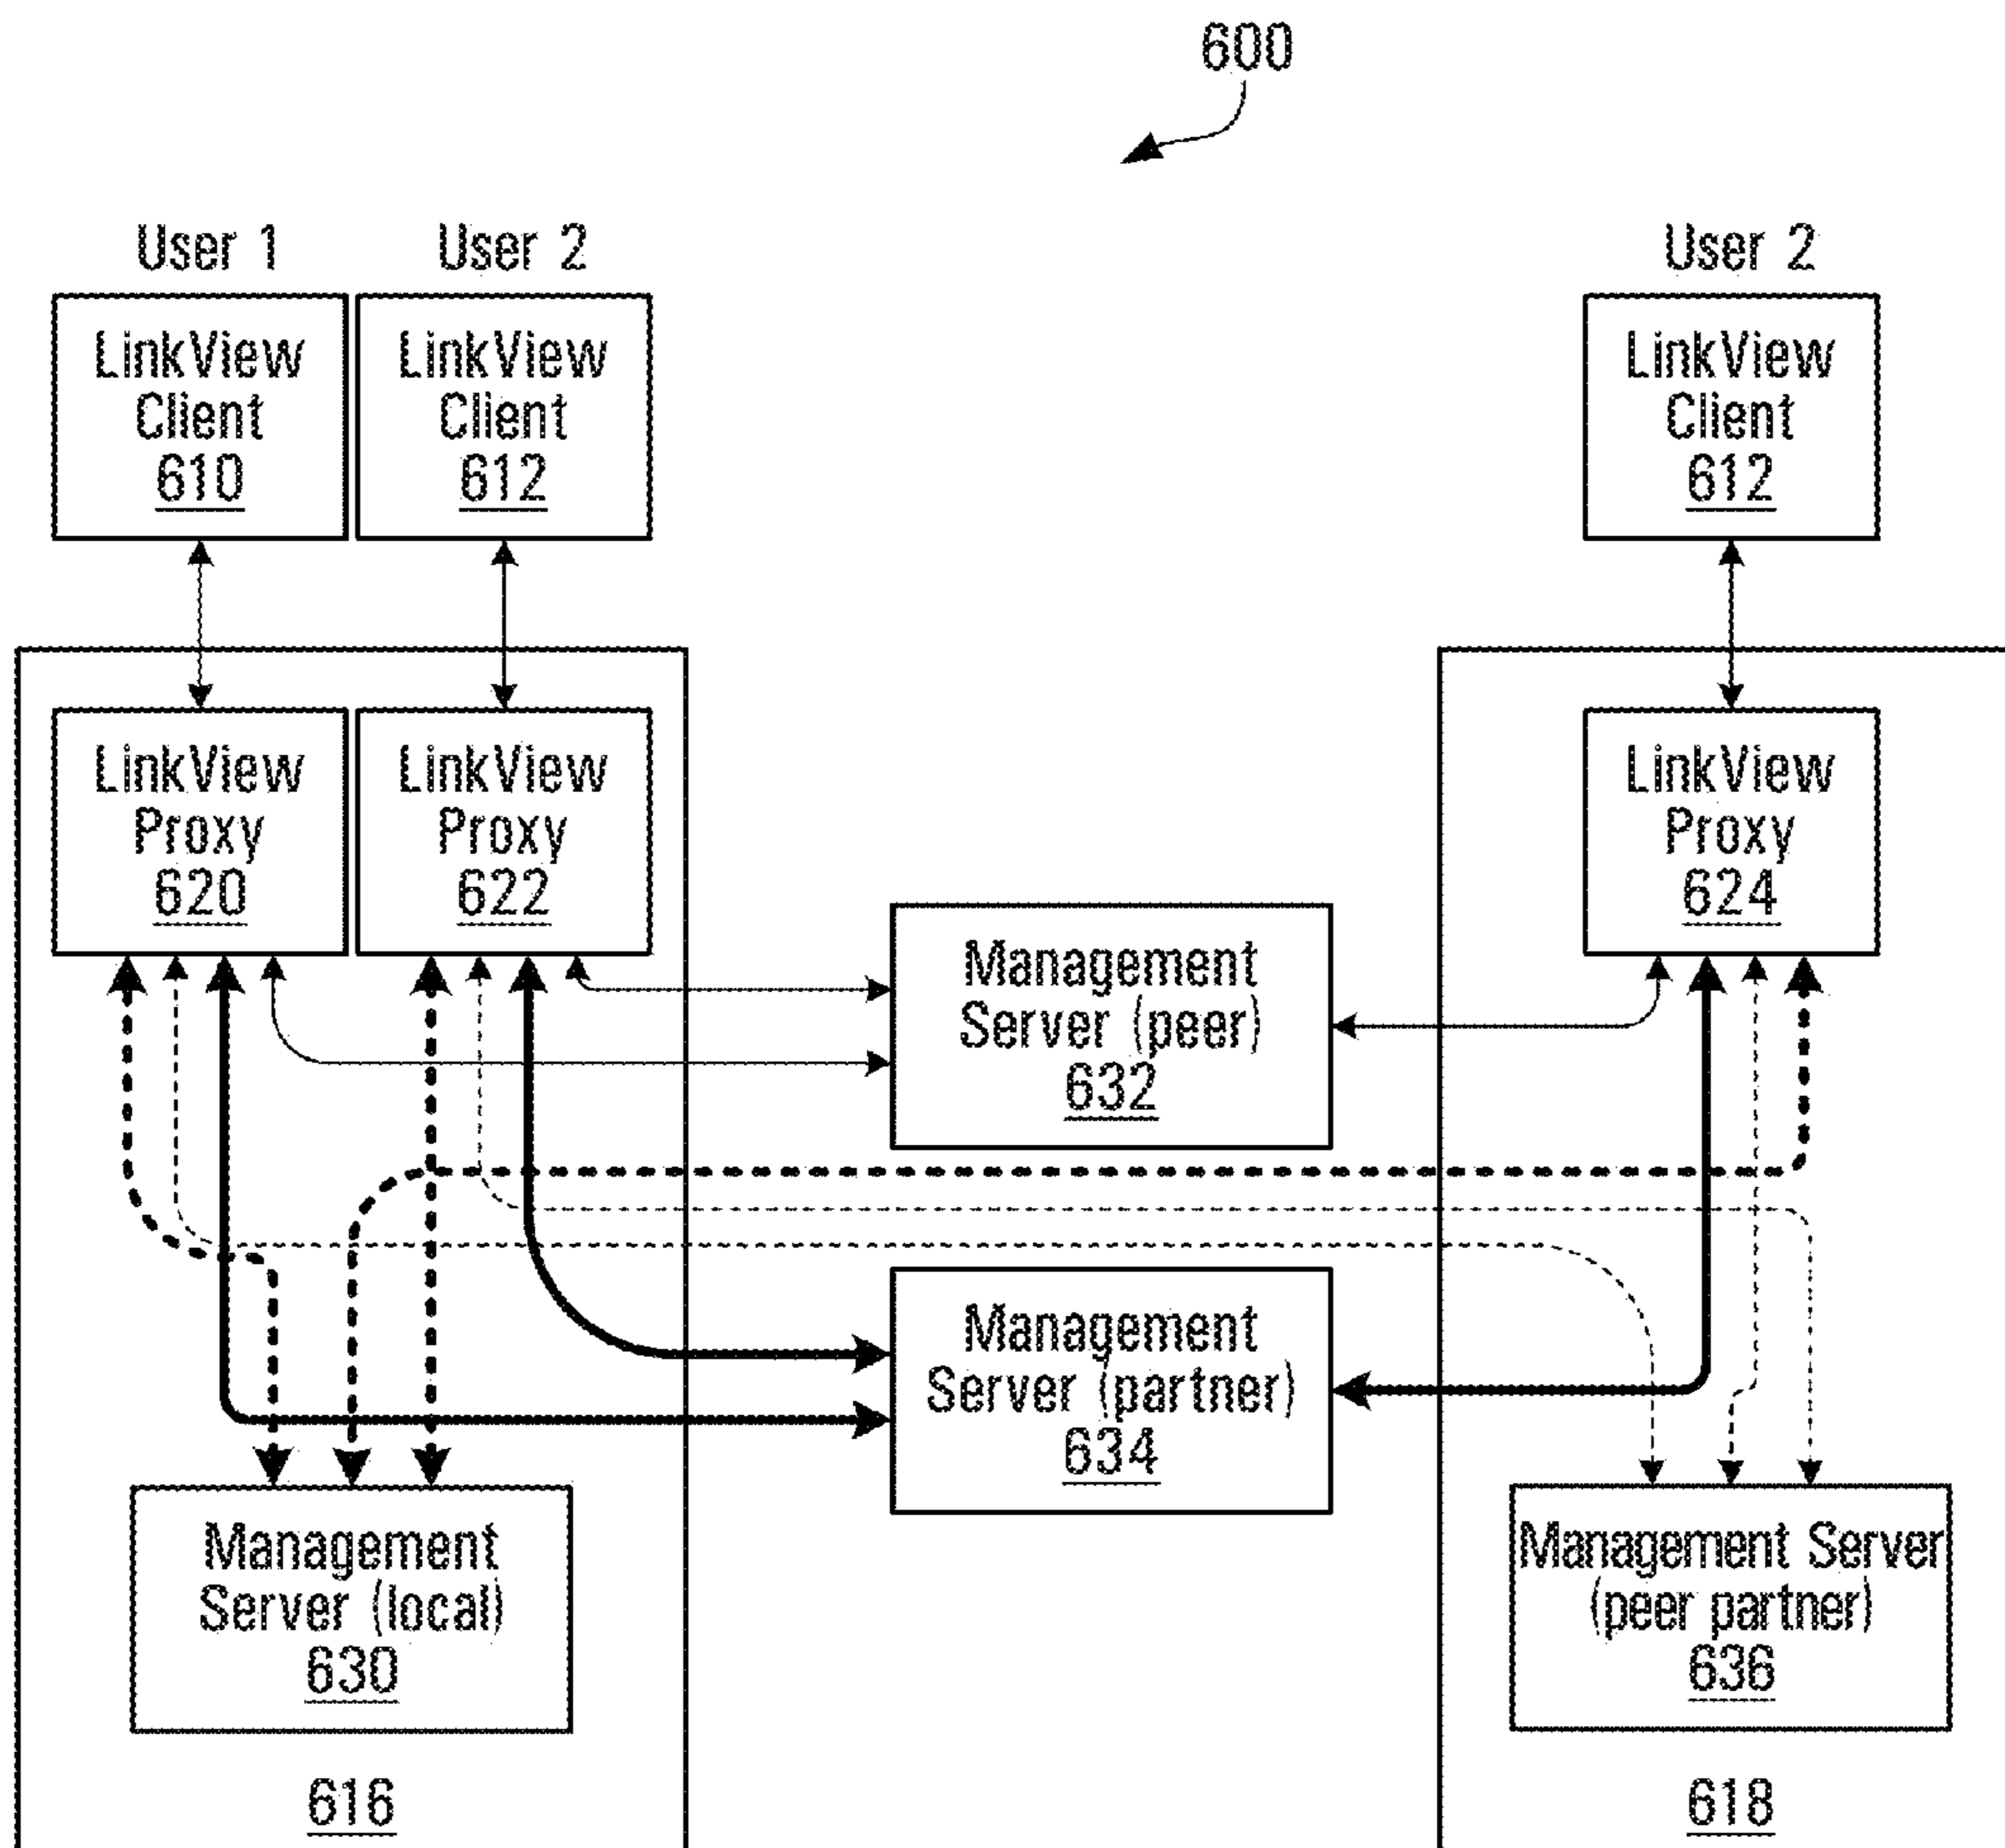 600
User 1
User 2
User 2
LinkView
Client
610
LinkView
Client
612
LinkView
Client
612
LinkView
Proxy
620
LinkView
Proxy
622
LinkView
Proxy
624
Management
Server (peer)
632
Management
Server (partner)
634
Management
Server (local)
630
Management Server
(peer partner)
636
616
618